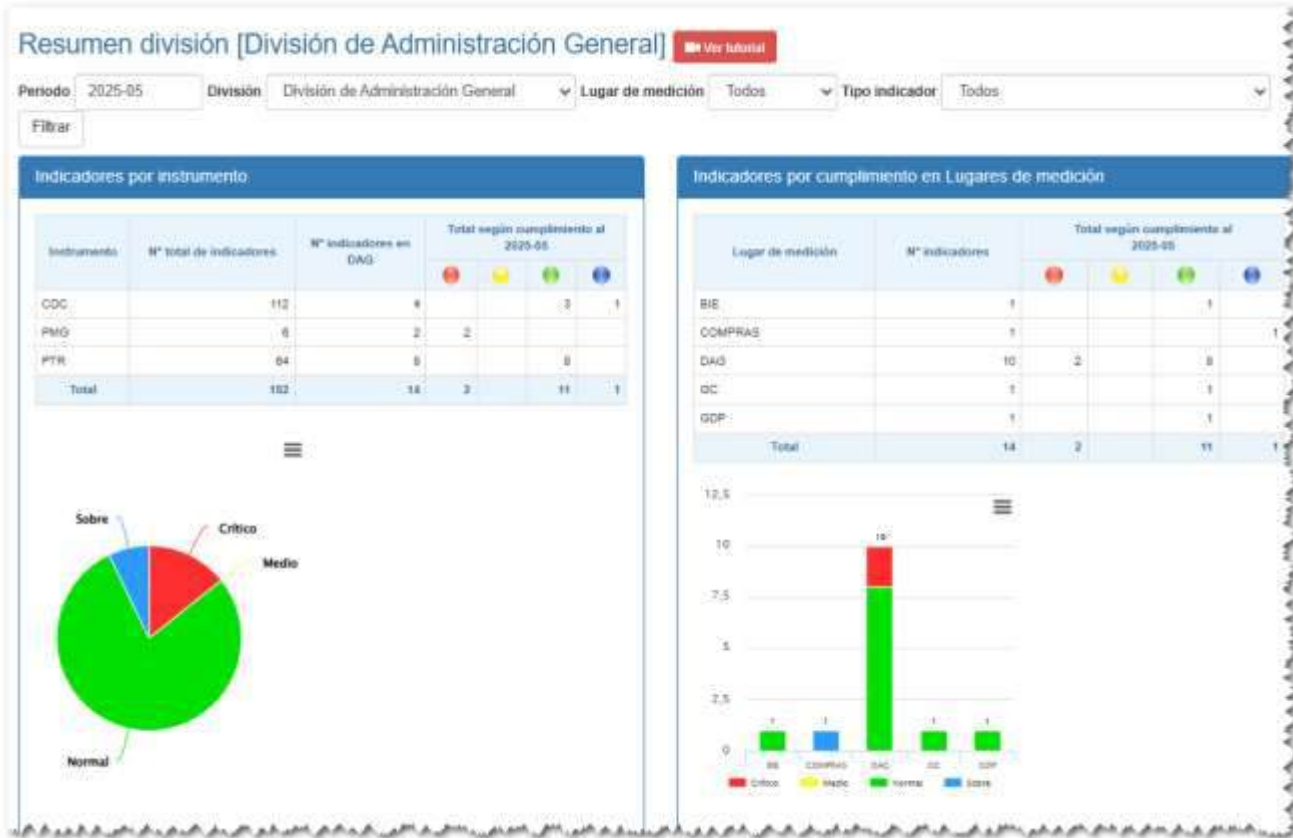 Resumen división [División de Administración General] Ver tutorial
Periodo 2025-05 División División de Administración General Lugar de medición Todos Tipo indicador Todos
Filtrar
Indicadores por instrumento
Instrumento N° total de indicadores N° indicadores en DAG Total según cumplimiento al 2025-05
CDC 112 4 3 1
PMG 6 2 2
PTR 64 8 8
Total 182 14 2 11 1
Sobre
Crítico
Medio
Normal
Indicadores por cumplimiento en Lugares de medición
Lugar de medición N° indicadores Total según cumplimiento al 2025-05
BIE 1 1
COMPRAS 1 1
DAG 10 2 8
1 1
GDP 1 1
Total 14 2 11 1
12,5
10
7,5
5
2,5
0
10
1 1 1 1
BIE COMPRAS DAG GDP
Crítico Medio Normal Sobre